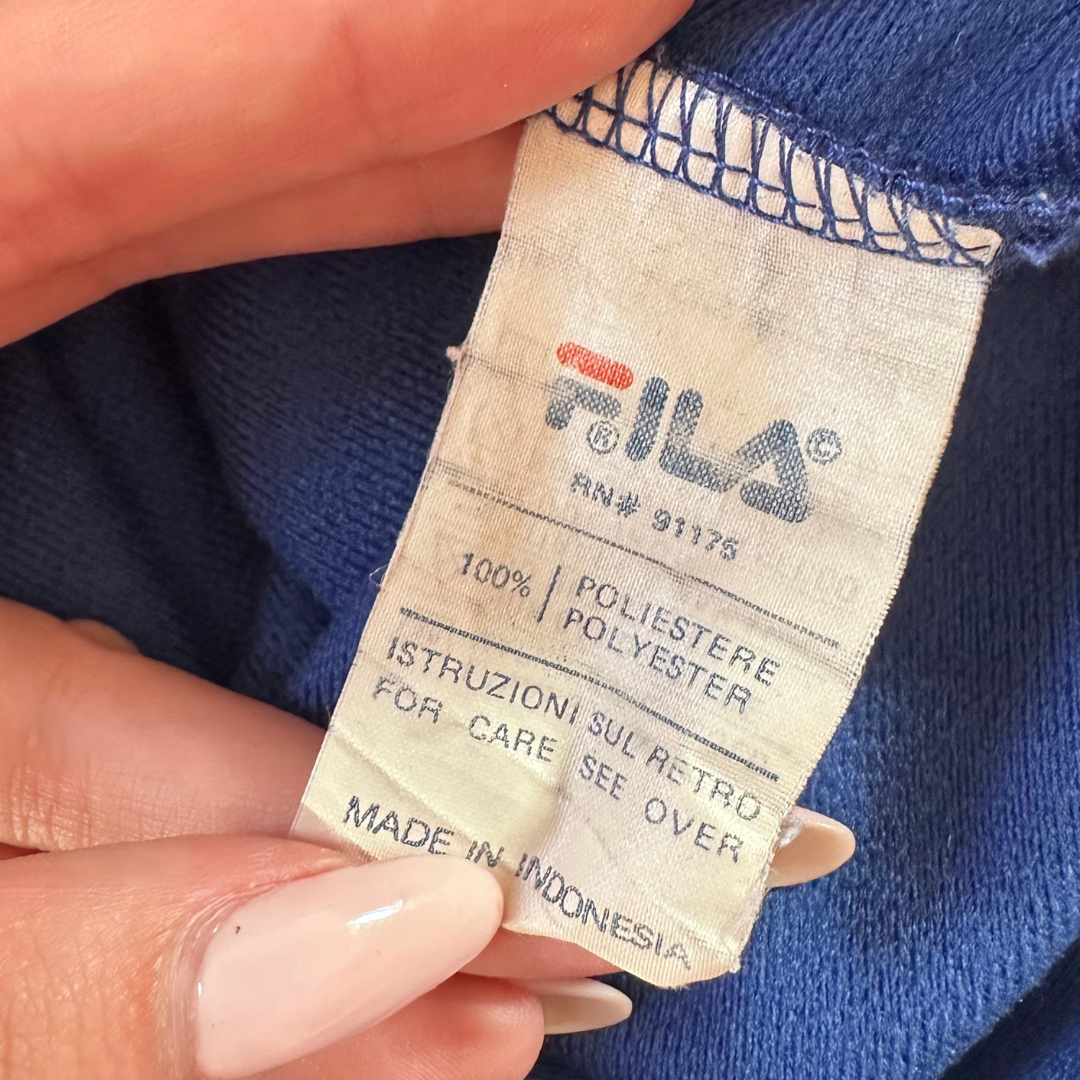 FILA®©
RN# 91175
100% | POLIESTERE
POLYESTER
ISTRUZIONI SUL RETRO
FOR CARE SEE OVER
MADE IN INDONESIA